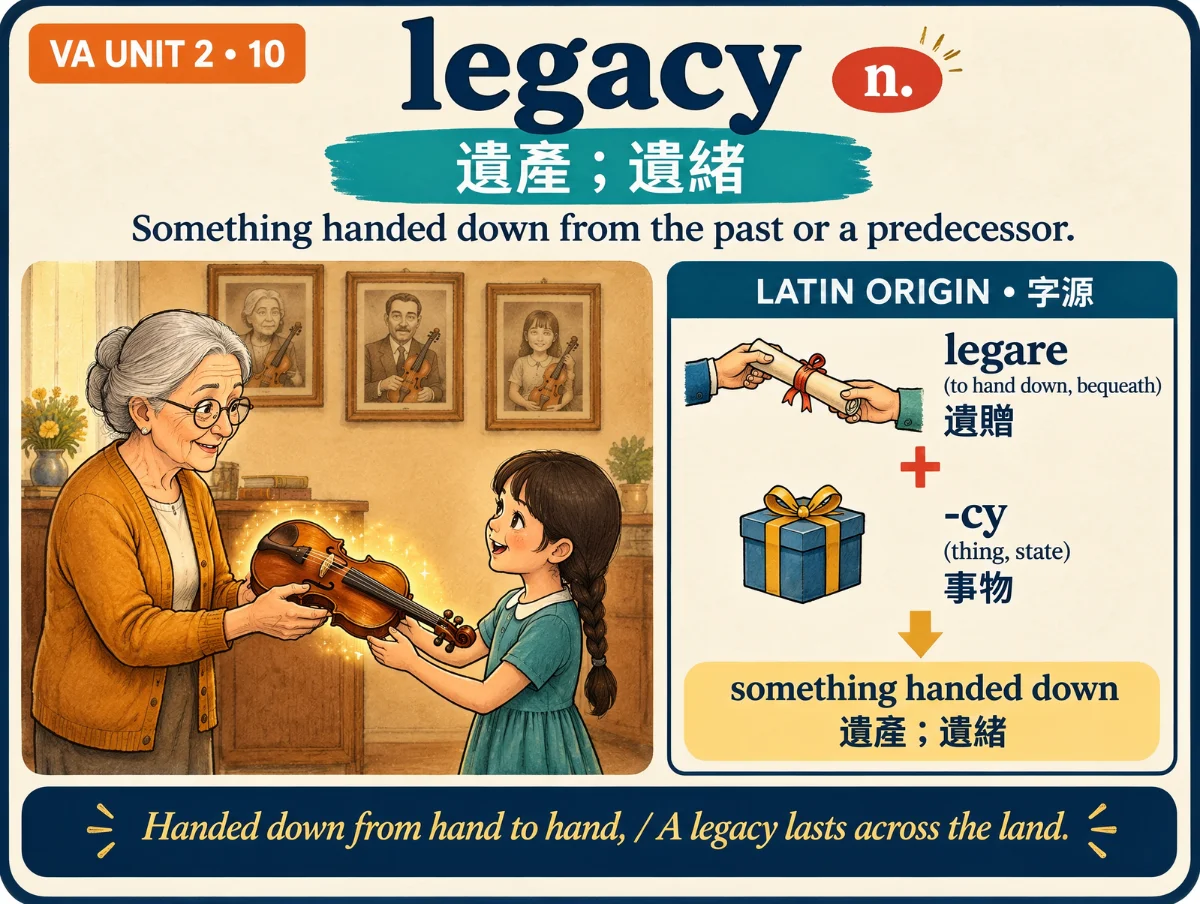 VA UNIT 2 • 10
legacy
n.
遺產；遺緒
Something handed down from the past or a predecessor.
LATIN ORIGIN • 字源
legare
(to hand down, bequeath)
遺贈
+
-cy
(thing, state)
事物
something handed down
遺產；遺緒
Handed down from hand to hand, / A legacy lasts across the land.